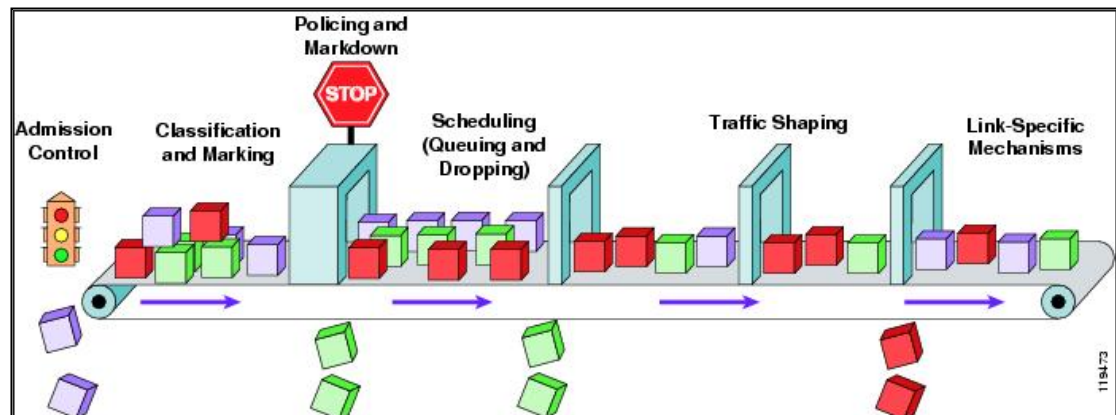 Policing and
Markdown
STOP
Admission
Control
Classification
and Marking
Scheduling
(Queuing and
Dropping)
Traffic Shaping
Link-Specific
Mechanisms
119473